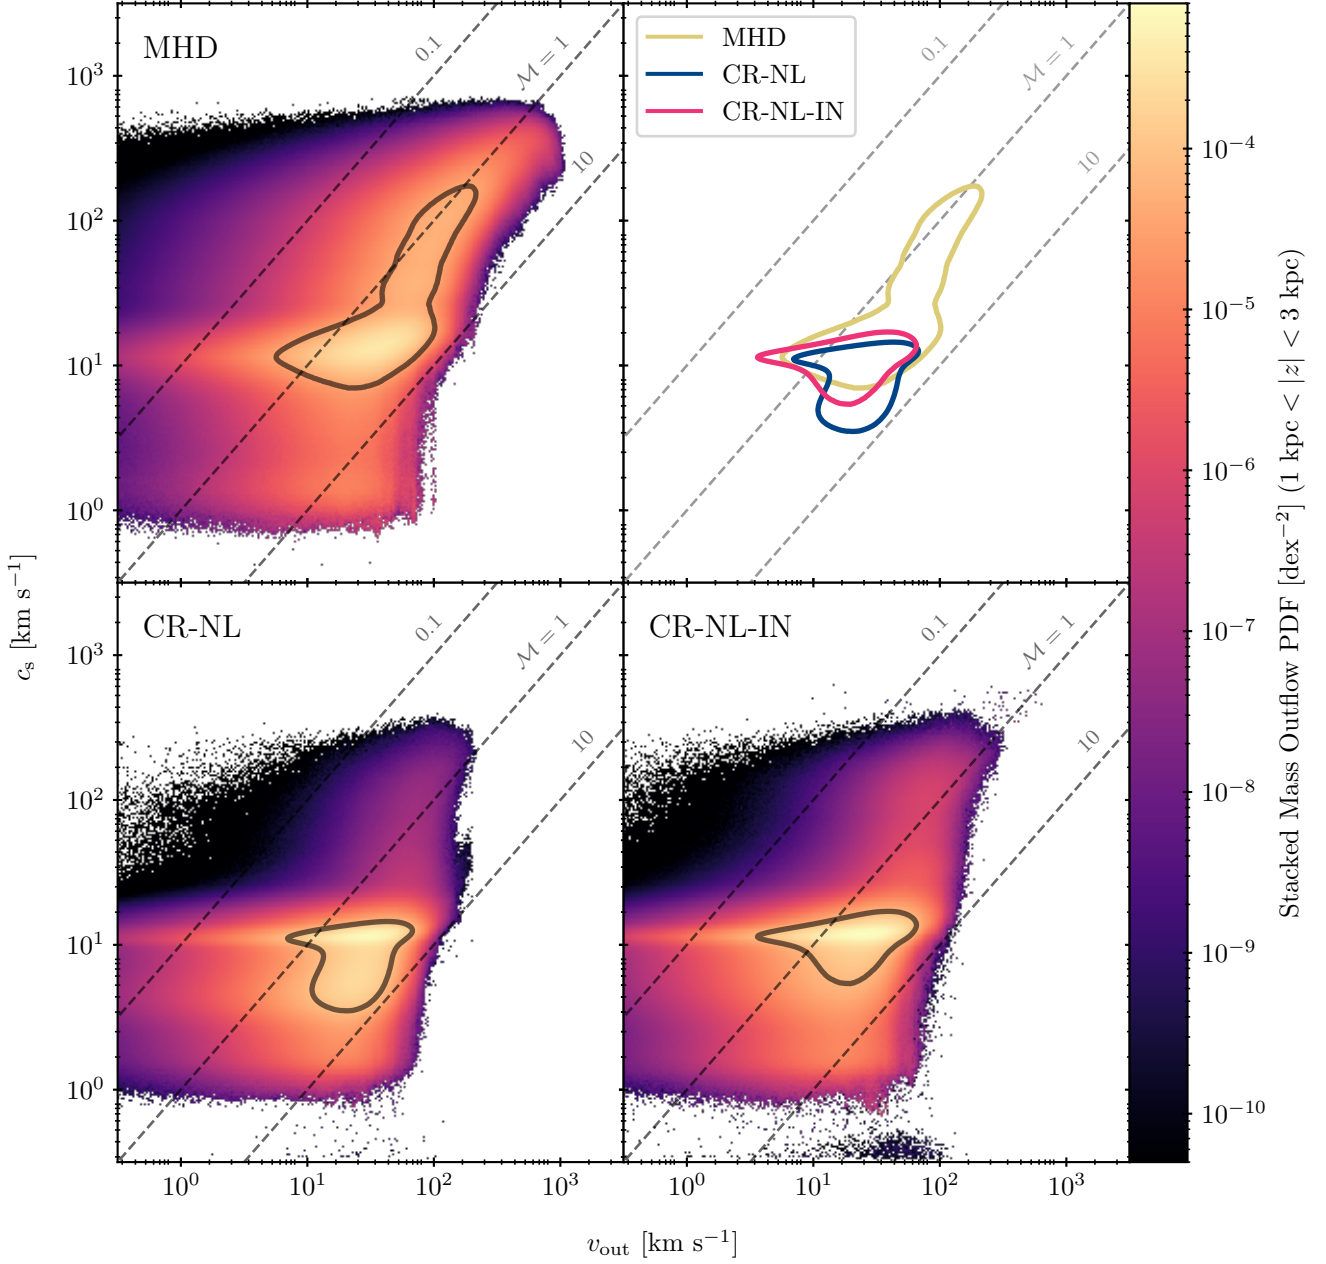 MHD
0.1
ℳ = 1
10
MHD
CR-NL
CR-NL-IN
0.1
ℳ = 1
10
10³
10²
10¹
10⁰
CR-NL
0.1
ℳ = 1
10
CR-NL-IN
0.1
ℳ = 1
10
10³
10²
10¹
10⁰
10⁰ 10¹ 10² 10³
10⁰ 10¹ 10² 10³
c_s [km s⁻¹]
v_out [km s⁻¹]
10⁻⁴
10⁻⁵
10⁻⁶
10⁻⁷
10⁻⁸
10⁻⁹
10⁻¹⁰
Stacked Mass Outflow PDF [dex⁻²] (1 kpc < |z| < 3 kpc)